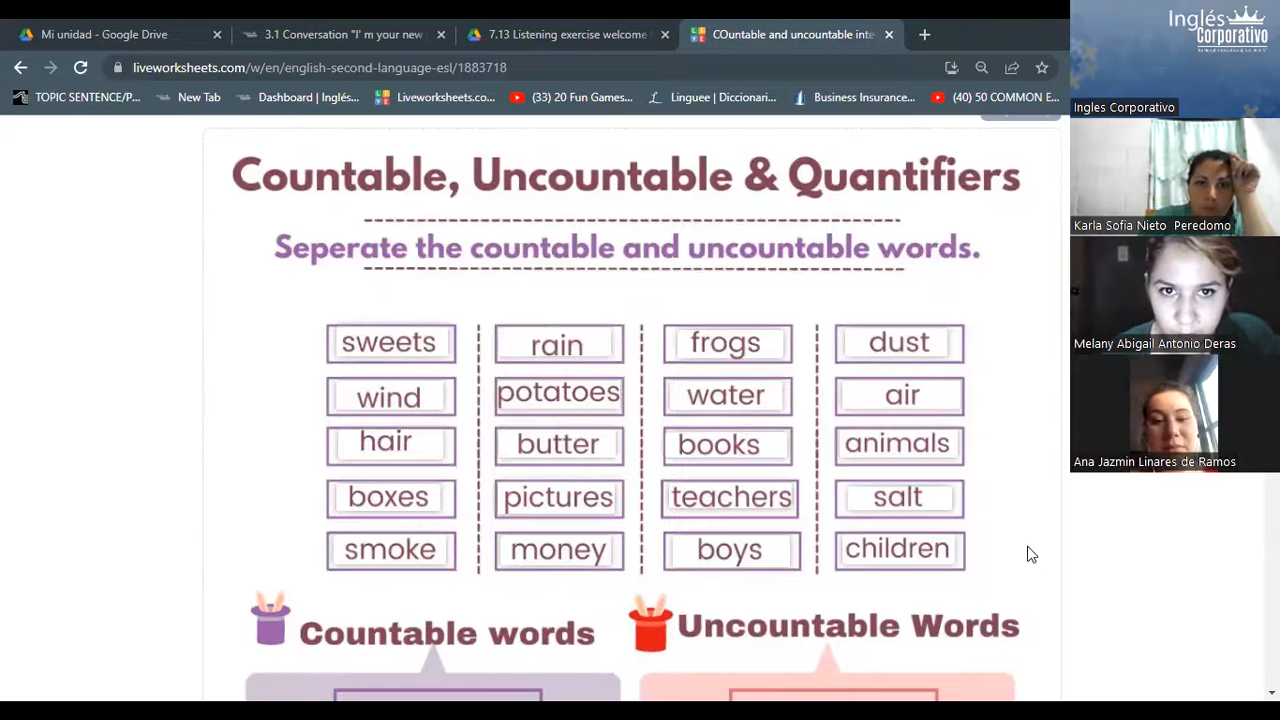 Mi unidad - Google Drive
3.1 Conversation "I' m your new
7.13 Listening exercise welcome
COuntable and uncountable inte
liveworksheets.com/w/en/english-second-language-esl/1883718
TOPIC SENTENCE/P...
New Tab
Dashboard | Inglés...
Liveworksheets.co...
(33) 20 Fun Games...
Linguee | Diccionari...
Business Insurance...
(40) 50 COMMON E...
Countable, Uncountable & Quantifiers
Seperate the countable and uncountable words.
sweets rain frogs dust
wind potatoes water air
hair butter books animals
boxes pictures teachers salt
smoke money boys children
Countable words
Uncountable Words
Inglés
Corporativo
Ingles Corporativo
Karla Sofia Nieto Peredomo
Melany Abigail Antonio Deras
Ana Jazmin Linares de Ramos